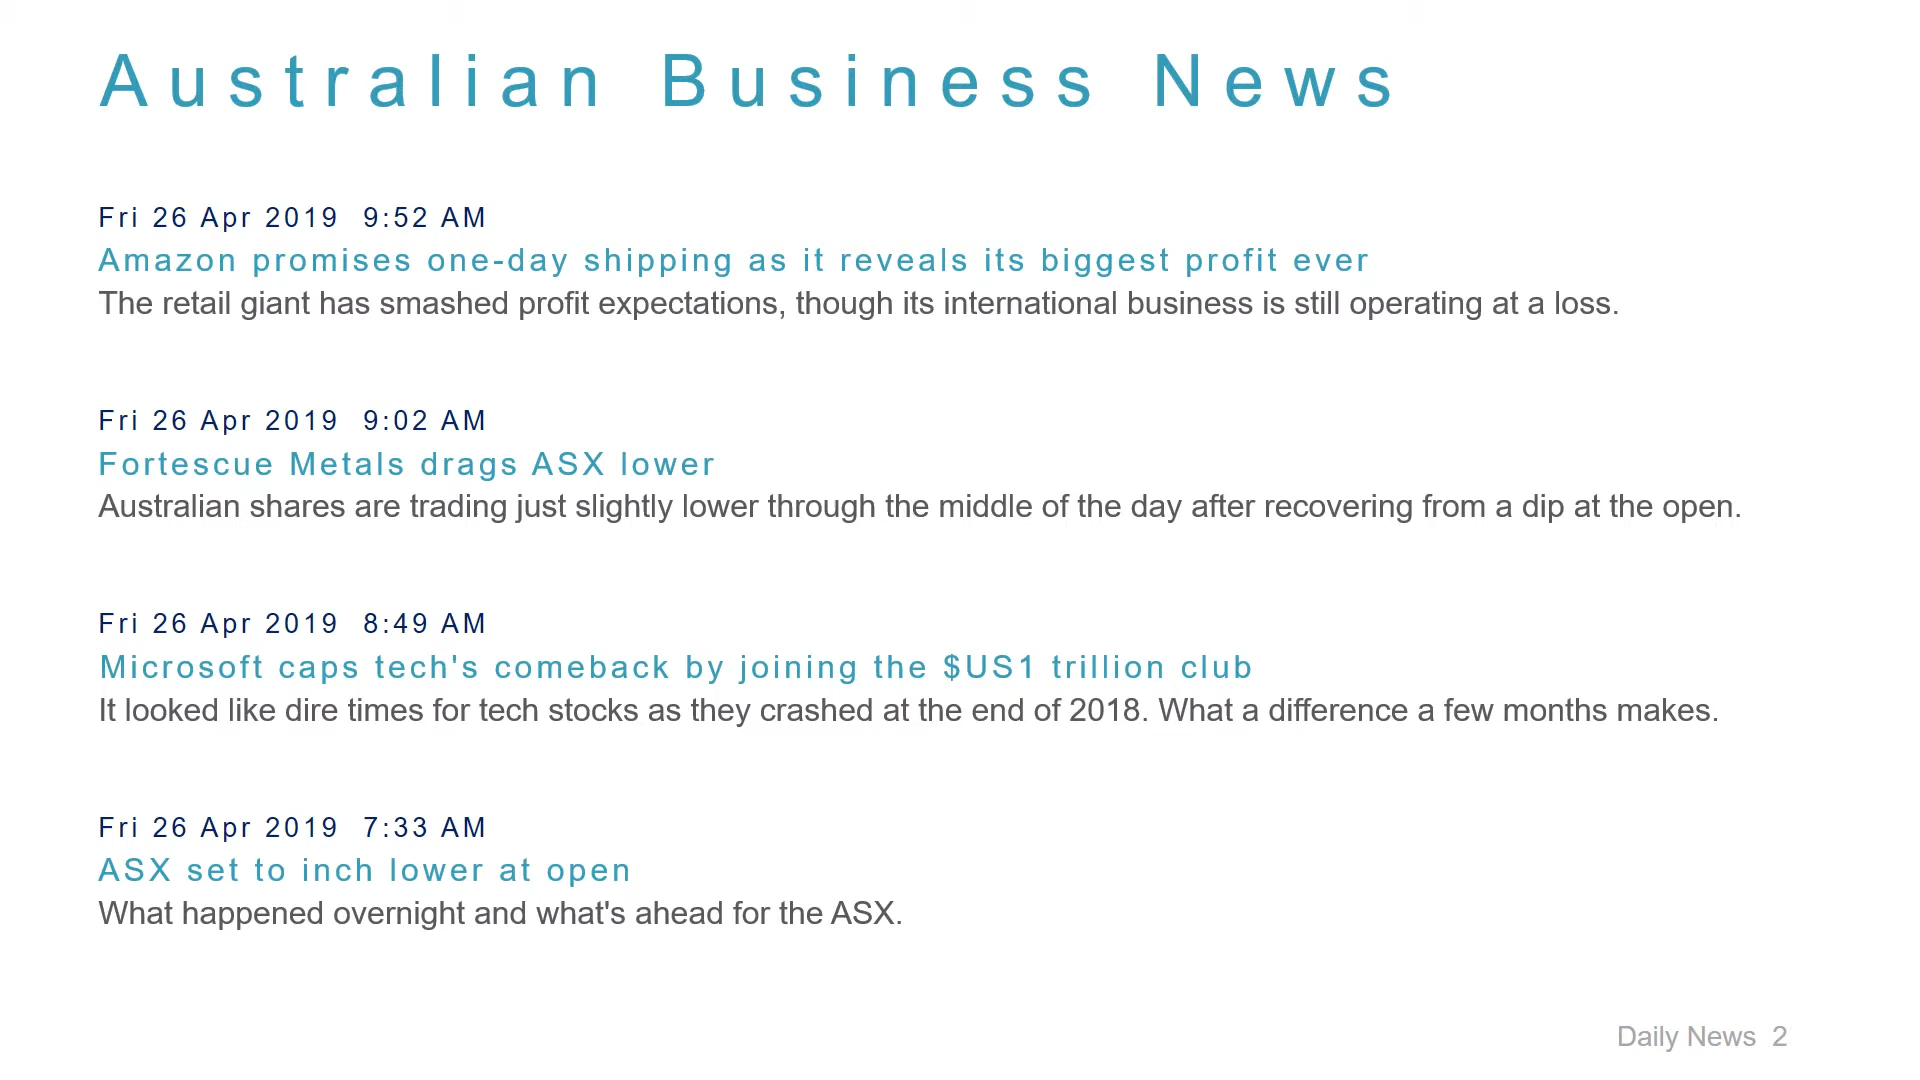 Australian Business News
Fri 26 Apr 2019 9:52 AM
Amazon promises one-day shipping as it reveals its biggest profit ever
The retail giant has smashed profit expectations, though its international business is still operating at a loss.
Fri 26 Apr 2019 9:02 AM
Fortescue Metals drags ASX lower
Australian shares are trading just slightly lower through the middle of the day after recovering from a dip at the open.
Fri 26 Apr 2019 8:49 AM
Microsoft caps tech's comeback by joining the $US1 trillion club
It looked like dire times for tech stocks as they crashed at the end of 2018. What a difference a few months makes.
Fri 26 Apr 2019 7:33 AM
ASX set to inch lower at open
What happened overnight and what's ahead for the ASX.
Daily News 2